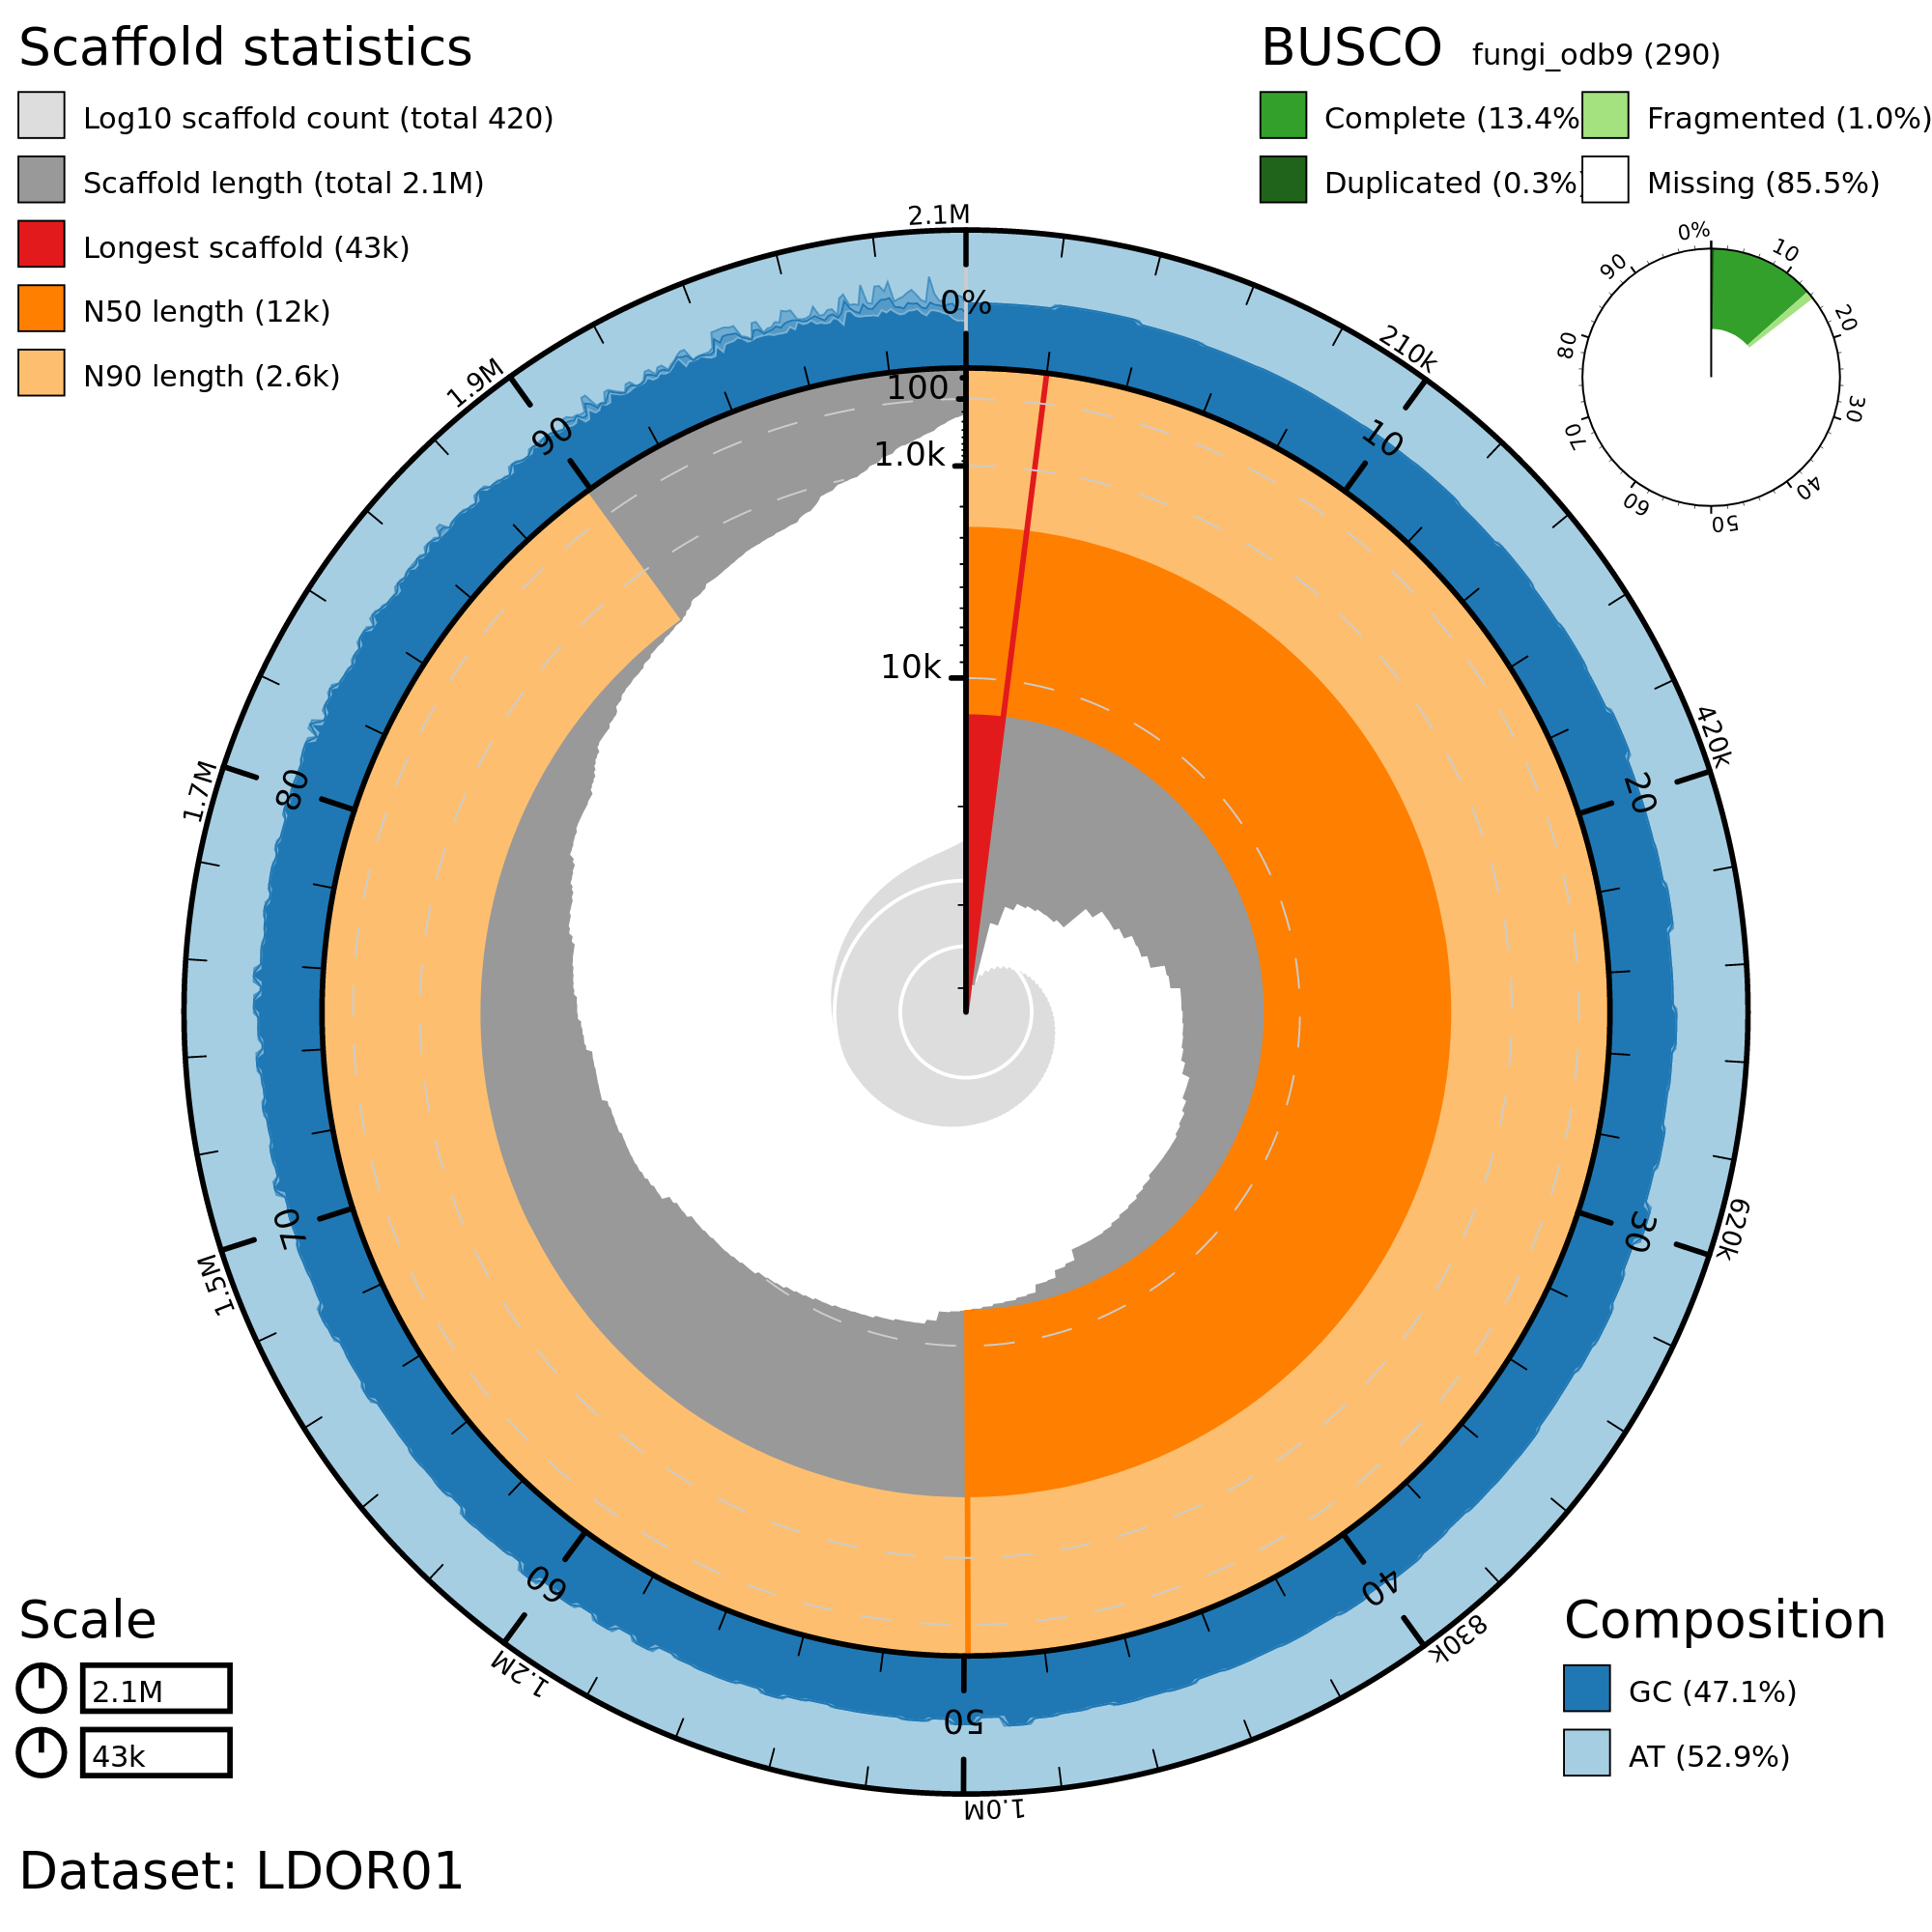 Scaffold statistics
Log10 scaffold count (total 420)
Scaffold length (total 2.1M)
Longest scaffold (43k)
N50 length (12k)
N90 length (2.6k)
BUSCO fungi_odb9 (290)
Complete (13.4%
Fragmented (1.0%)
Duplicated (0.3%)
Missing (85.5%)
0%
10
20
30
40
50
60
70
80
90
2.1M
210k
420k
620k
830k
1.0M
1.2M
1.5M
1.7M
1.9M
0%
10
20
30
40
50
60
70
80
90
100
1.0k
10k
Scale
2.1M
43k
Composition
GC (47.1%)
AT (52.9%)
Dataset: LDOR01